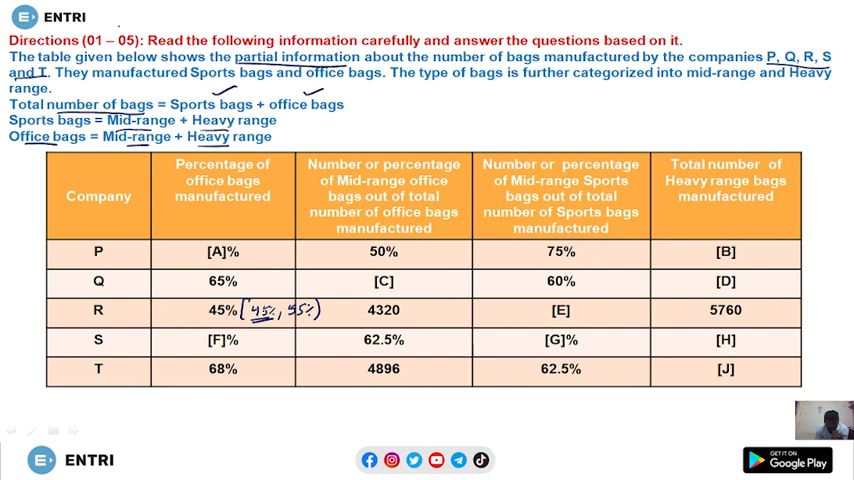 E ENTRI
Directions (01 – 05): Read the following information carefully and answer the questions based on it.
The table given below shows the partial information about the number of bags manufactured by the companies P, Q, R, S
and T. They manufactured Sports bags and office bags. The type of bags is further categorized into mid-range and Heavy
range.
Total number of bags = Sports bags + office bags
Sports bags = Mid-range + Heavy range
Office bags = Mid-range + Heavy range
Company
Percentage of
office bags
manufactured
Number or percentage
of Mid-range office
bags out of total
number of office bags
manufactured
Number or percentage
of Mid-range Sports
bags out of total
number of Sports bags
manufactured
Total number of
Heavy range bags
manufactured
P [A]% 50% 75% [B]
Q 65% [C] 60% [D]
R 45% [45%, 55%) 4320 [E] 5760
S [F]% 62.5% [G]% [H]
T 68% 4896 62.5% [J]
E ENTRI
GET IT ON
Google Play